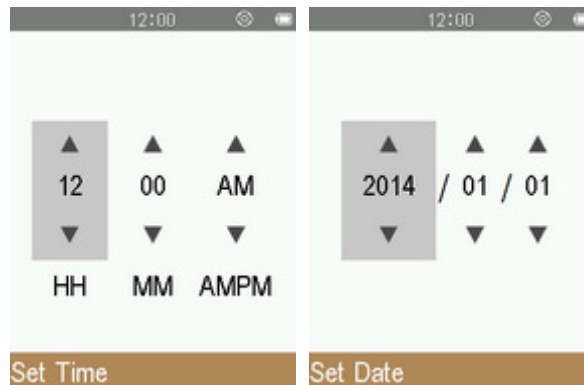 12:00
12 00 AM
HH MM AMPM
Set Time
12:00
2014 / 01 / 01
Set Date